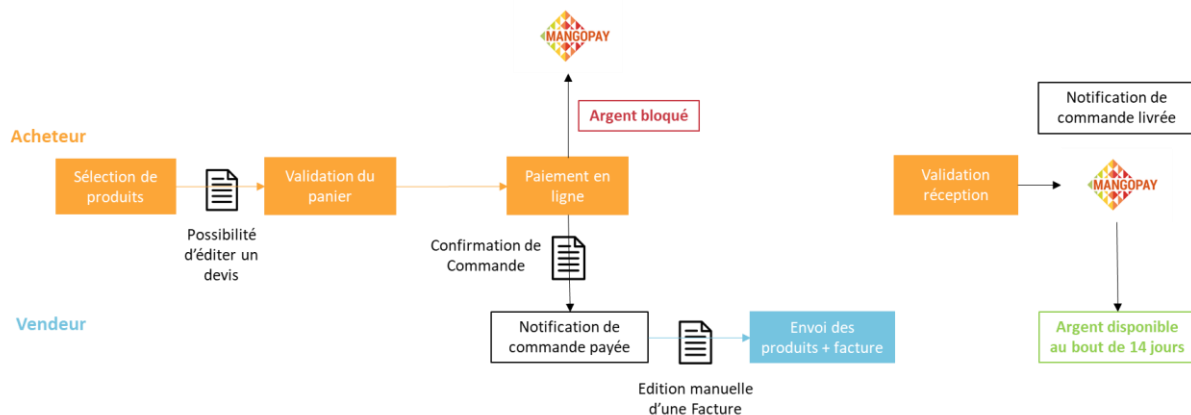 MANGOPAY
Argent bloqué
Notification de
commande livrée
Acheteur
Sélection de
produits
Validation du
panier
Paiement en
ligne
Validation
réception
MANGOPAY
Possibilité
d’éditer un
devis
Confirmation de
Commande
Vendeur
Notification de
commande payée
Envoi des
produits + facture
Argent disponible
au bout de 14 jours
Edition manuelle
d’une Facture